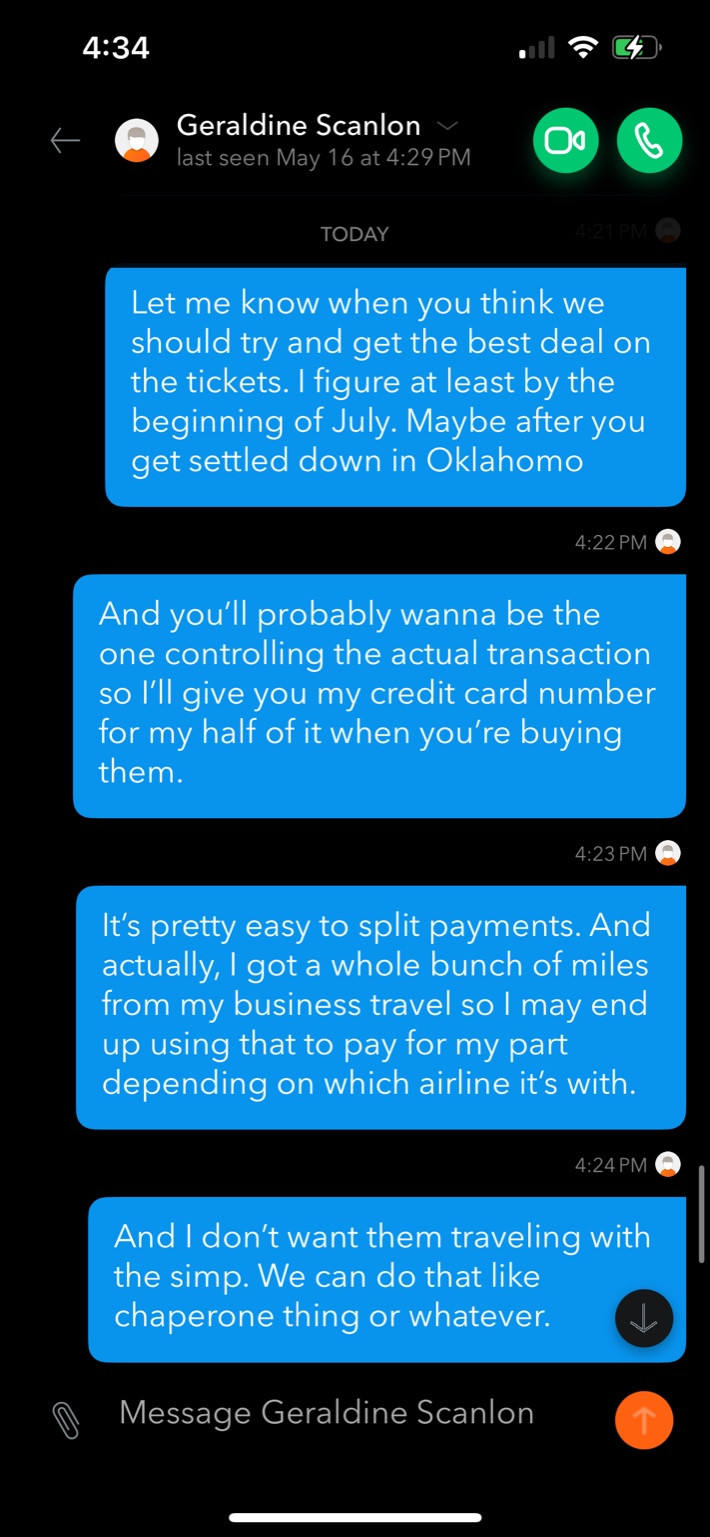 4:34
Geraldine Scanlon
last seen May 16 at 4:29 PM
4:21 PM
TODAY
Let me know when you think we
should try and get the best deal on
the tickets. I figure at least by the
beginning of July. Maybe after you
get settled down in Oklahomo
4:22 PM
And you’ll probably wanna be the
one controlling the actual transaction
so I’ll give you my credit card number
for my half of it when you’re buying
them.
4:23 PM
It’s pretty easy to split payments. And
actually, I got a whole bunch of miles
from my business travel so I may end
up using that to pay for my part
depending on which airline it’s with.
4:24 PM
And I don’t want them traveling with
the simp. We can do that like
chaperone thing or whatever.
Message Geraldine Scanlon